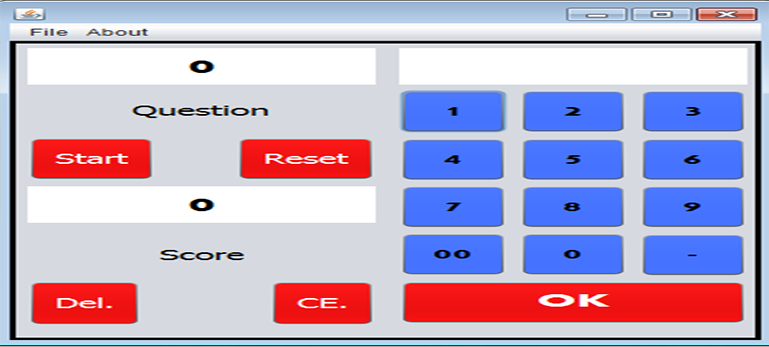 File About
0
Question
Start Reset
0
Score
Del. CE.
1 2 3
4 5 6
7 8 9
00 0 -
OK